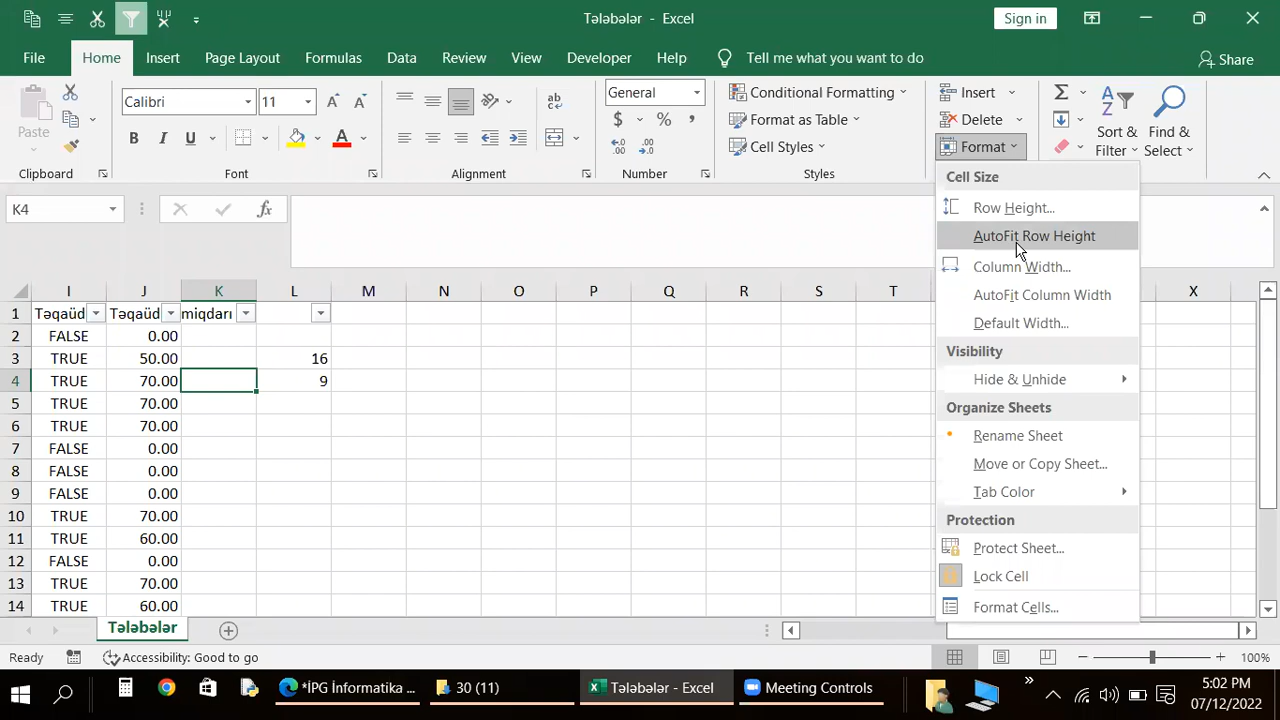 Tələbələr - Excel
Sign in
File Home Insert Page Layout Formulas Data Review View Developer Help Tell me what you want to do Share
Paste
Clipboard
Calibri 11
B I U A
Font
ab c
Alignment
General
$ % ,
Number
Conditional Formatting
Format as Table
Cell Styles
Styles
Insert
Delete
Format
Sort & Filter
Find & Select
K4 fx
Cell Size
Row Height...
AutoFit Row Height
Column Width...
AutoFit Column Width
Default Width...
Visibility
Hide & Unhide
Organize Sheets
Rename Sheet
Move or Copy Sheet...
Tab Color
Protection
Protect Sheet...
Lock Cell
Format Cells...
I J K L M N O P Q R S T X
1 Təqaüd Təqaüd miqdarı
2 FALSE 0.00
3 TRUE 50.00 16
4 TRUE 70.00 9
5 TRUE 70.00
6 TRUE 70.00
7 FALSE 0.00
8 FALSE 0.00
9 FALSE 0.00
10 TRUE 70.00
11 TRUE 60.00
12 FALSE 0.00
13 TRUE 70.00
14 TRUE 60.00
Tələbələr
Ready Accessibility: Good to go 100%
*İPG İnformatika ... 30 (11) Tələbələr - Excel Meeting Controls
5:02 PM
07/12/2022